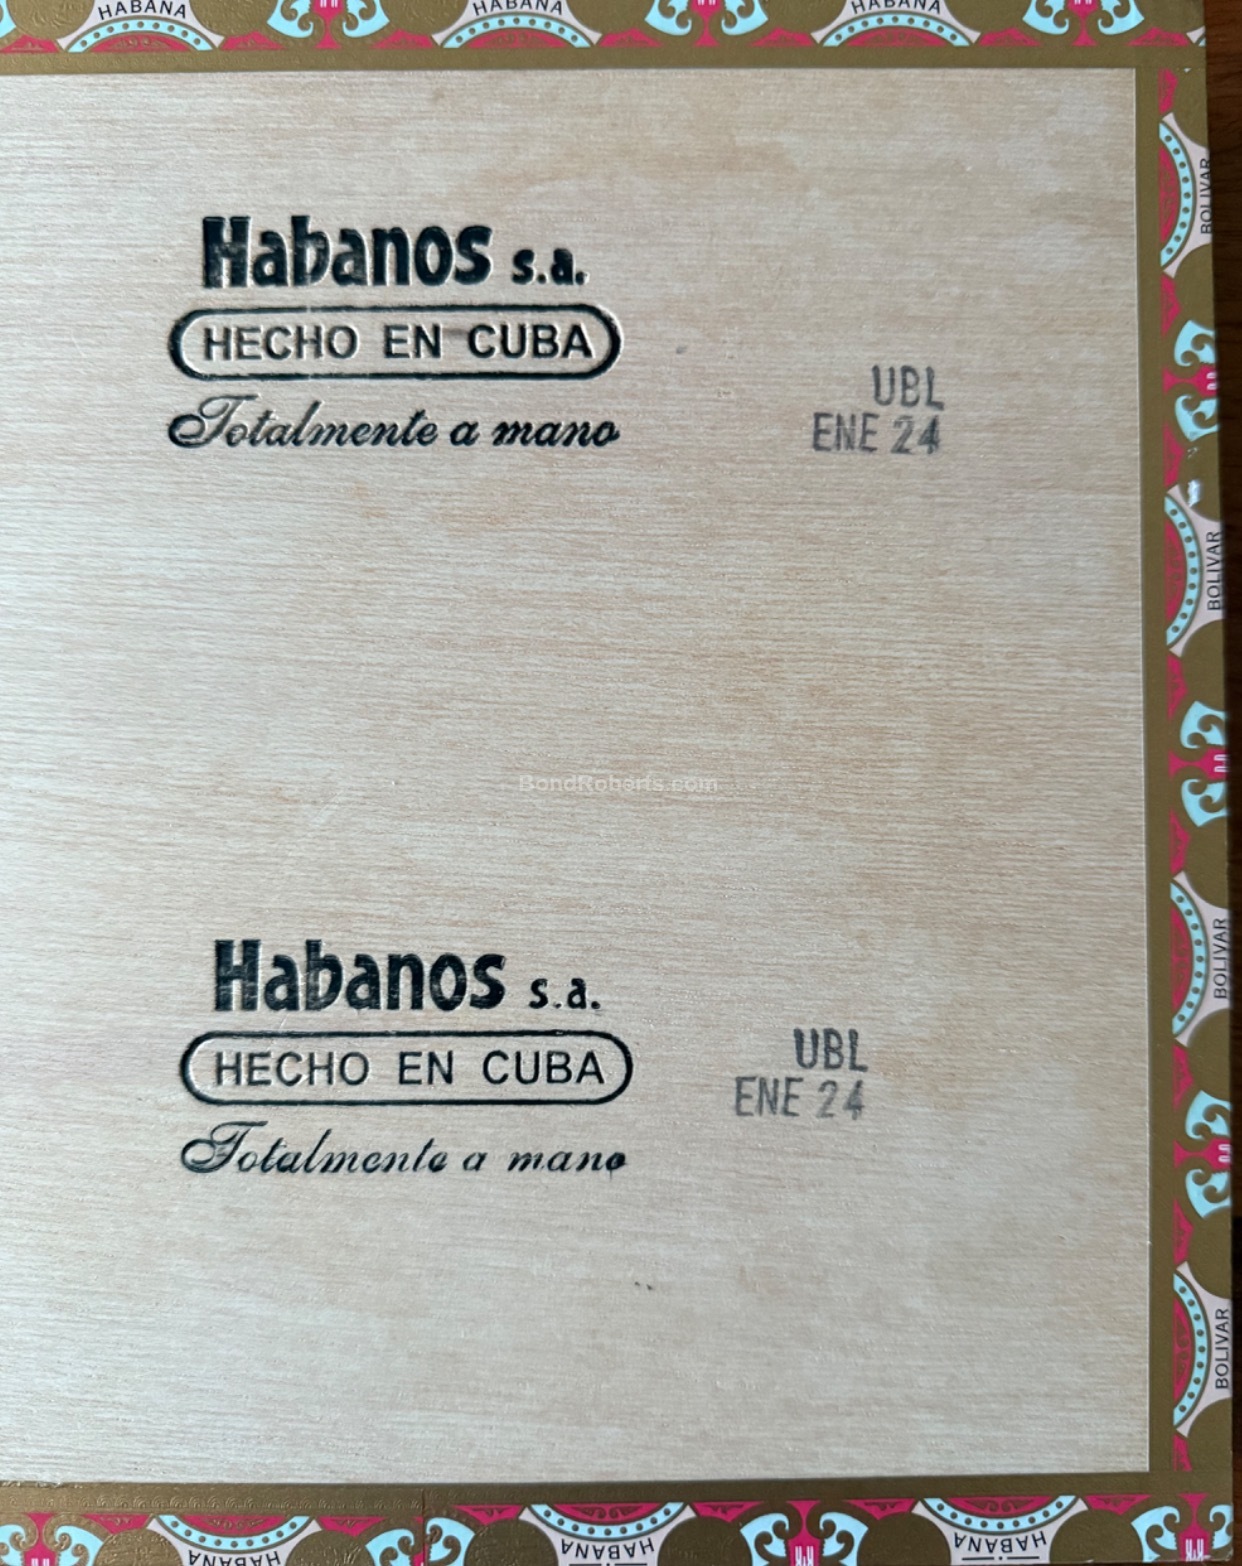 HABANA
HABANA
HABANA
BOLIVAR
Habanos s.a.
HECHO EN CUBA
Totalmente a mano
UBL
ENE 24
BOLIVAR
BondRoberts.com
BOLIVAR
Habanos s.a.
HECHO EN CUBA
Totalmente a mano
UBL
ENE 24
BOLIVAR
HABANA
HABANA
HABANA